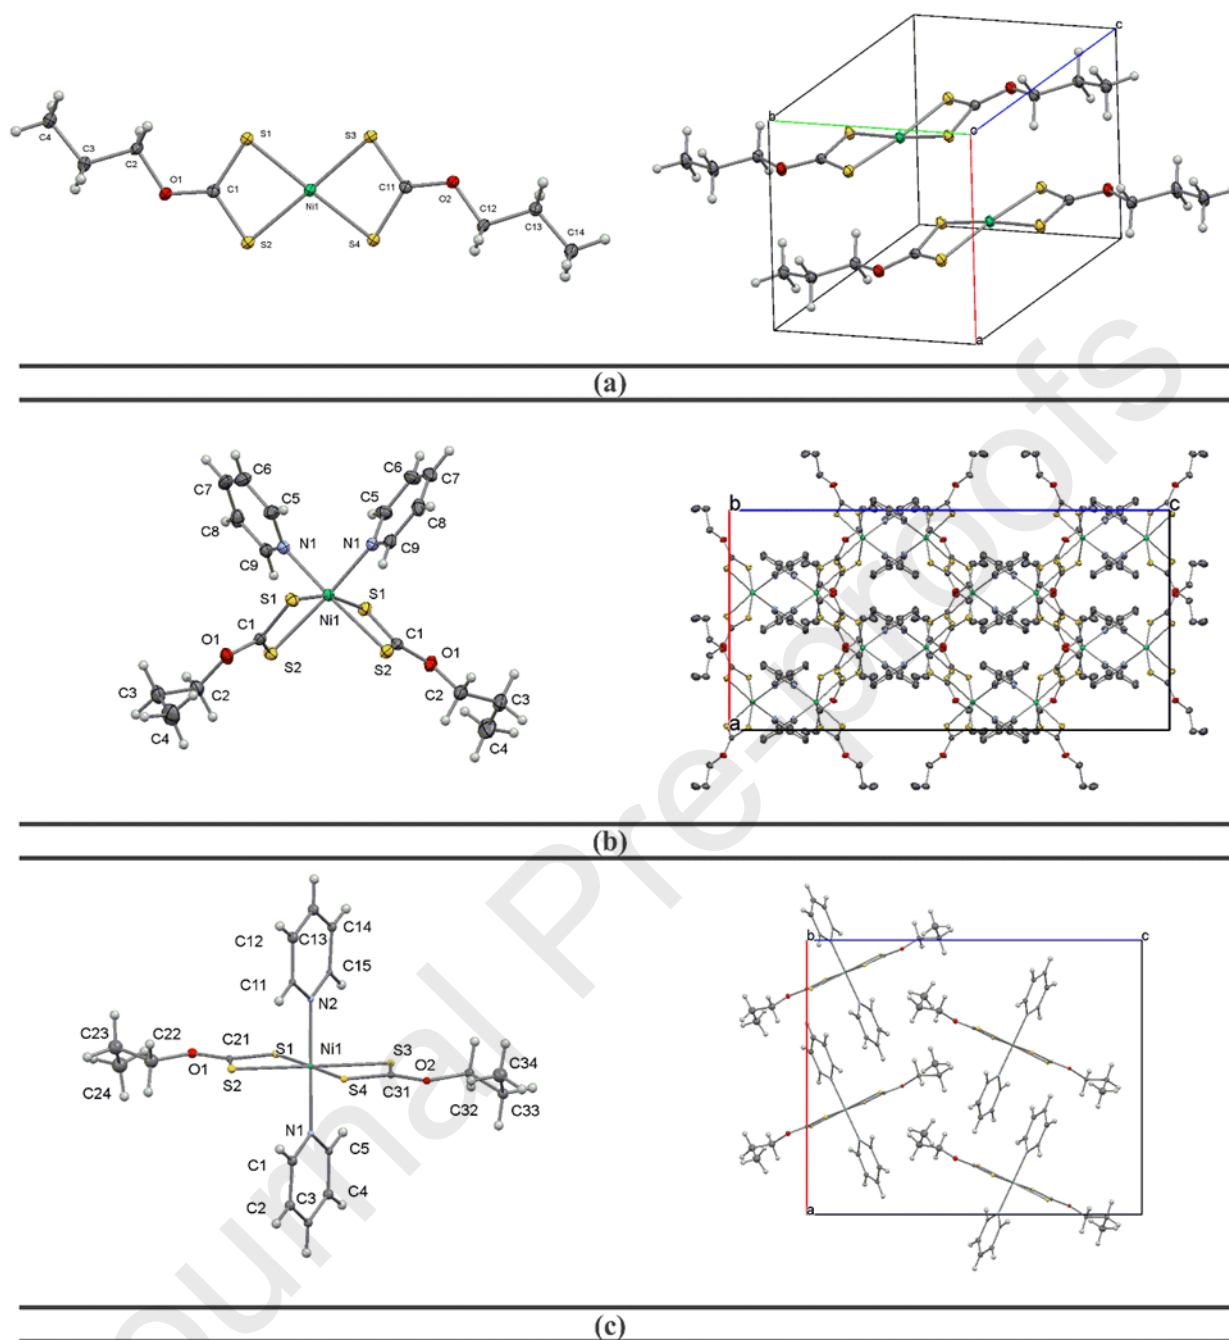 C4
C3
C2
O1
C1
S1
S2
Ni1
S3
S4
C11
O2
C12
C13
C14
b
o
c
a
(a)
C6
C7
C5
C8
N1
C9
S1
C1
O1
S2
C3
C2
C4
Ni1
C6
C7
C5
C8
N1
C9
S1
C1
S2
O1
C2
C3
C4
b
c
a
(b)
C14
C12
C13
C15
C11
N2
C23
C22
C21
S1
Ni1
S3
O2
C34
O1
S2
S4
C31
C24
C32
C33
N1
C5
C1
C4
C3
C2
b
c
a
(c)
Journal Pre-proofs